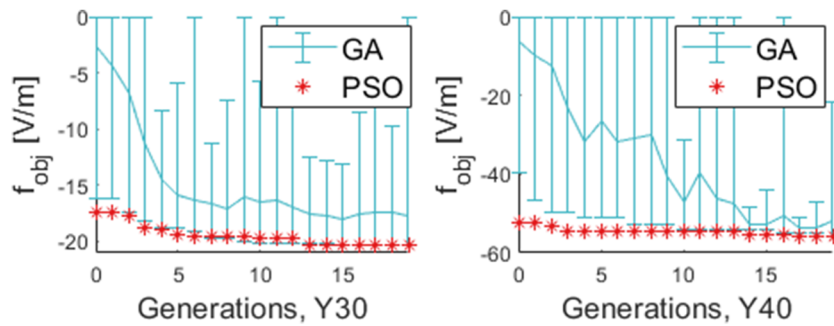 f_obj [V/m]
0
-5
-10
-15
-20
0 5 10 15
Generations, Y30
GA
PSO
f_obj [V/m]
0
-20
-40
-60
0 5 10 15
Generations, Y40
GA
PSO